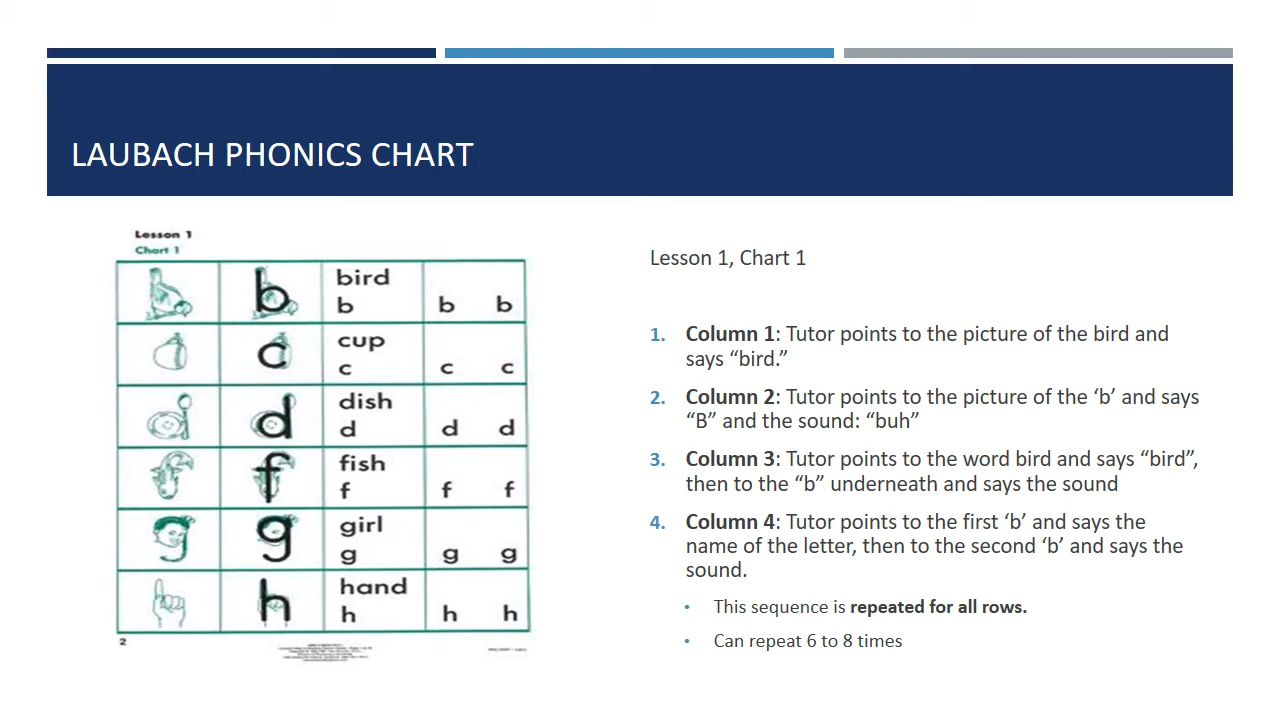 LAUBACH PHONICS CHART
Lesson 1
Chart 1
b
bird
b
b b
c
cup
c
c c
d
dish
d
d d
f
fish
f
f f
g
girl
g
g g
h
hand
h
h h
2
Lesson 1, Chart 1
1. Column 1: Tutor points to the picture of the bird and
says “bird.”
2. Column 2: Tutor points to the picture of the ‘b’ and says
“B” and the sound: “buh”
3. Column 3: Tutor points to the word bird and says “bird”,
then to the “b” underneath and says the sound
4. Column 4: Tutor points to the first ‘b’ and says the
name of the letter, then to the second ‘b’ and says the
sound.
• This sequence is repeated for all rows.
• Can repeat 6 to 8 times